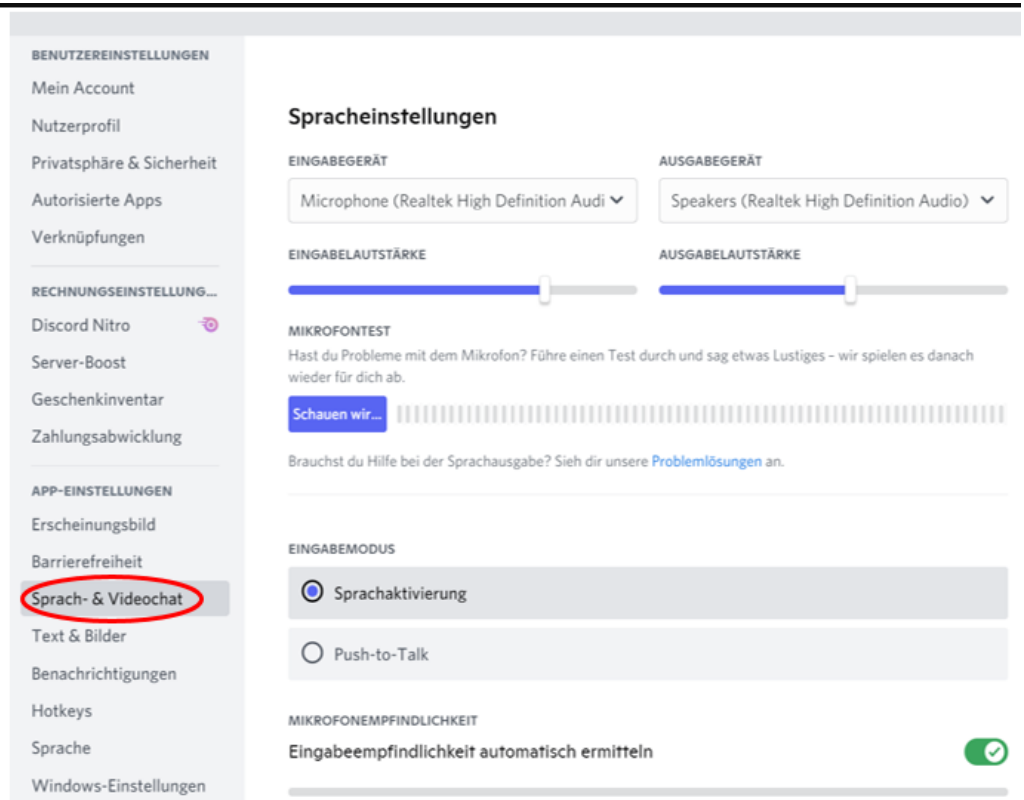 BENUTZEREINSTELLUNGEN
Mein Account
Nutzerprofil
Privatsphäre & Sicherheit
Autorisierte Apps
Verknüpfungen
RECHNUNGSEINSTELLUNG...
Discord Nitro
Server-Boost
Geschenkinventar
Zahlungsabwicklung
APP-EINSTELLUNGEN
Erscheinungsbild
Barrierefreiheit
Sprach- & Videochat
Text & Bilder
Benachrichtigungen
Hotkeys
Sprache
Windows-Einstellungen
Spracheinstellungen
EINGABEGERÄT
Microphone (Realtek High Definition Audi
AUSGABEGERÄT
Speakers (Realtek High Definition Audio)
EINGABELAUTSTÄRKE
AUSGABELAUTSTÄRKE
MIKROFONTEST
Hast du Probleme mit dem Mikrofon? Führe einen Test durch und sag etwas Lustiges – wir spielen es danach
wieder für dich ab.
Schauen wir...
Brauchst du Hilfe bei der Sprachausgabe? Sieh dir unsere Problemlösungen an.
EINGABEMODUS
Sprachaktivierung
Push-to-Talk
MIKROFONEMPFINDLICHKEIT
Eingabeempfindlichkeit automatisch ermitteln